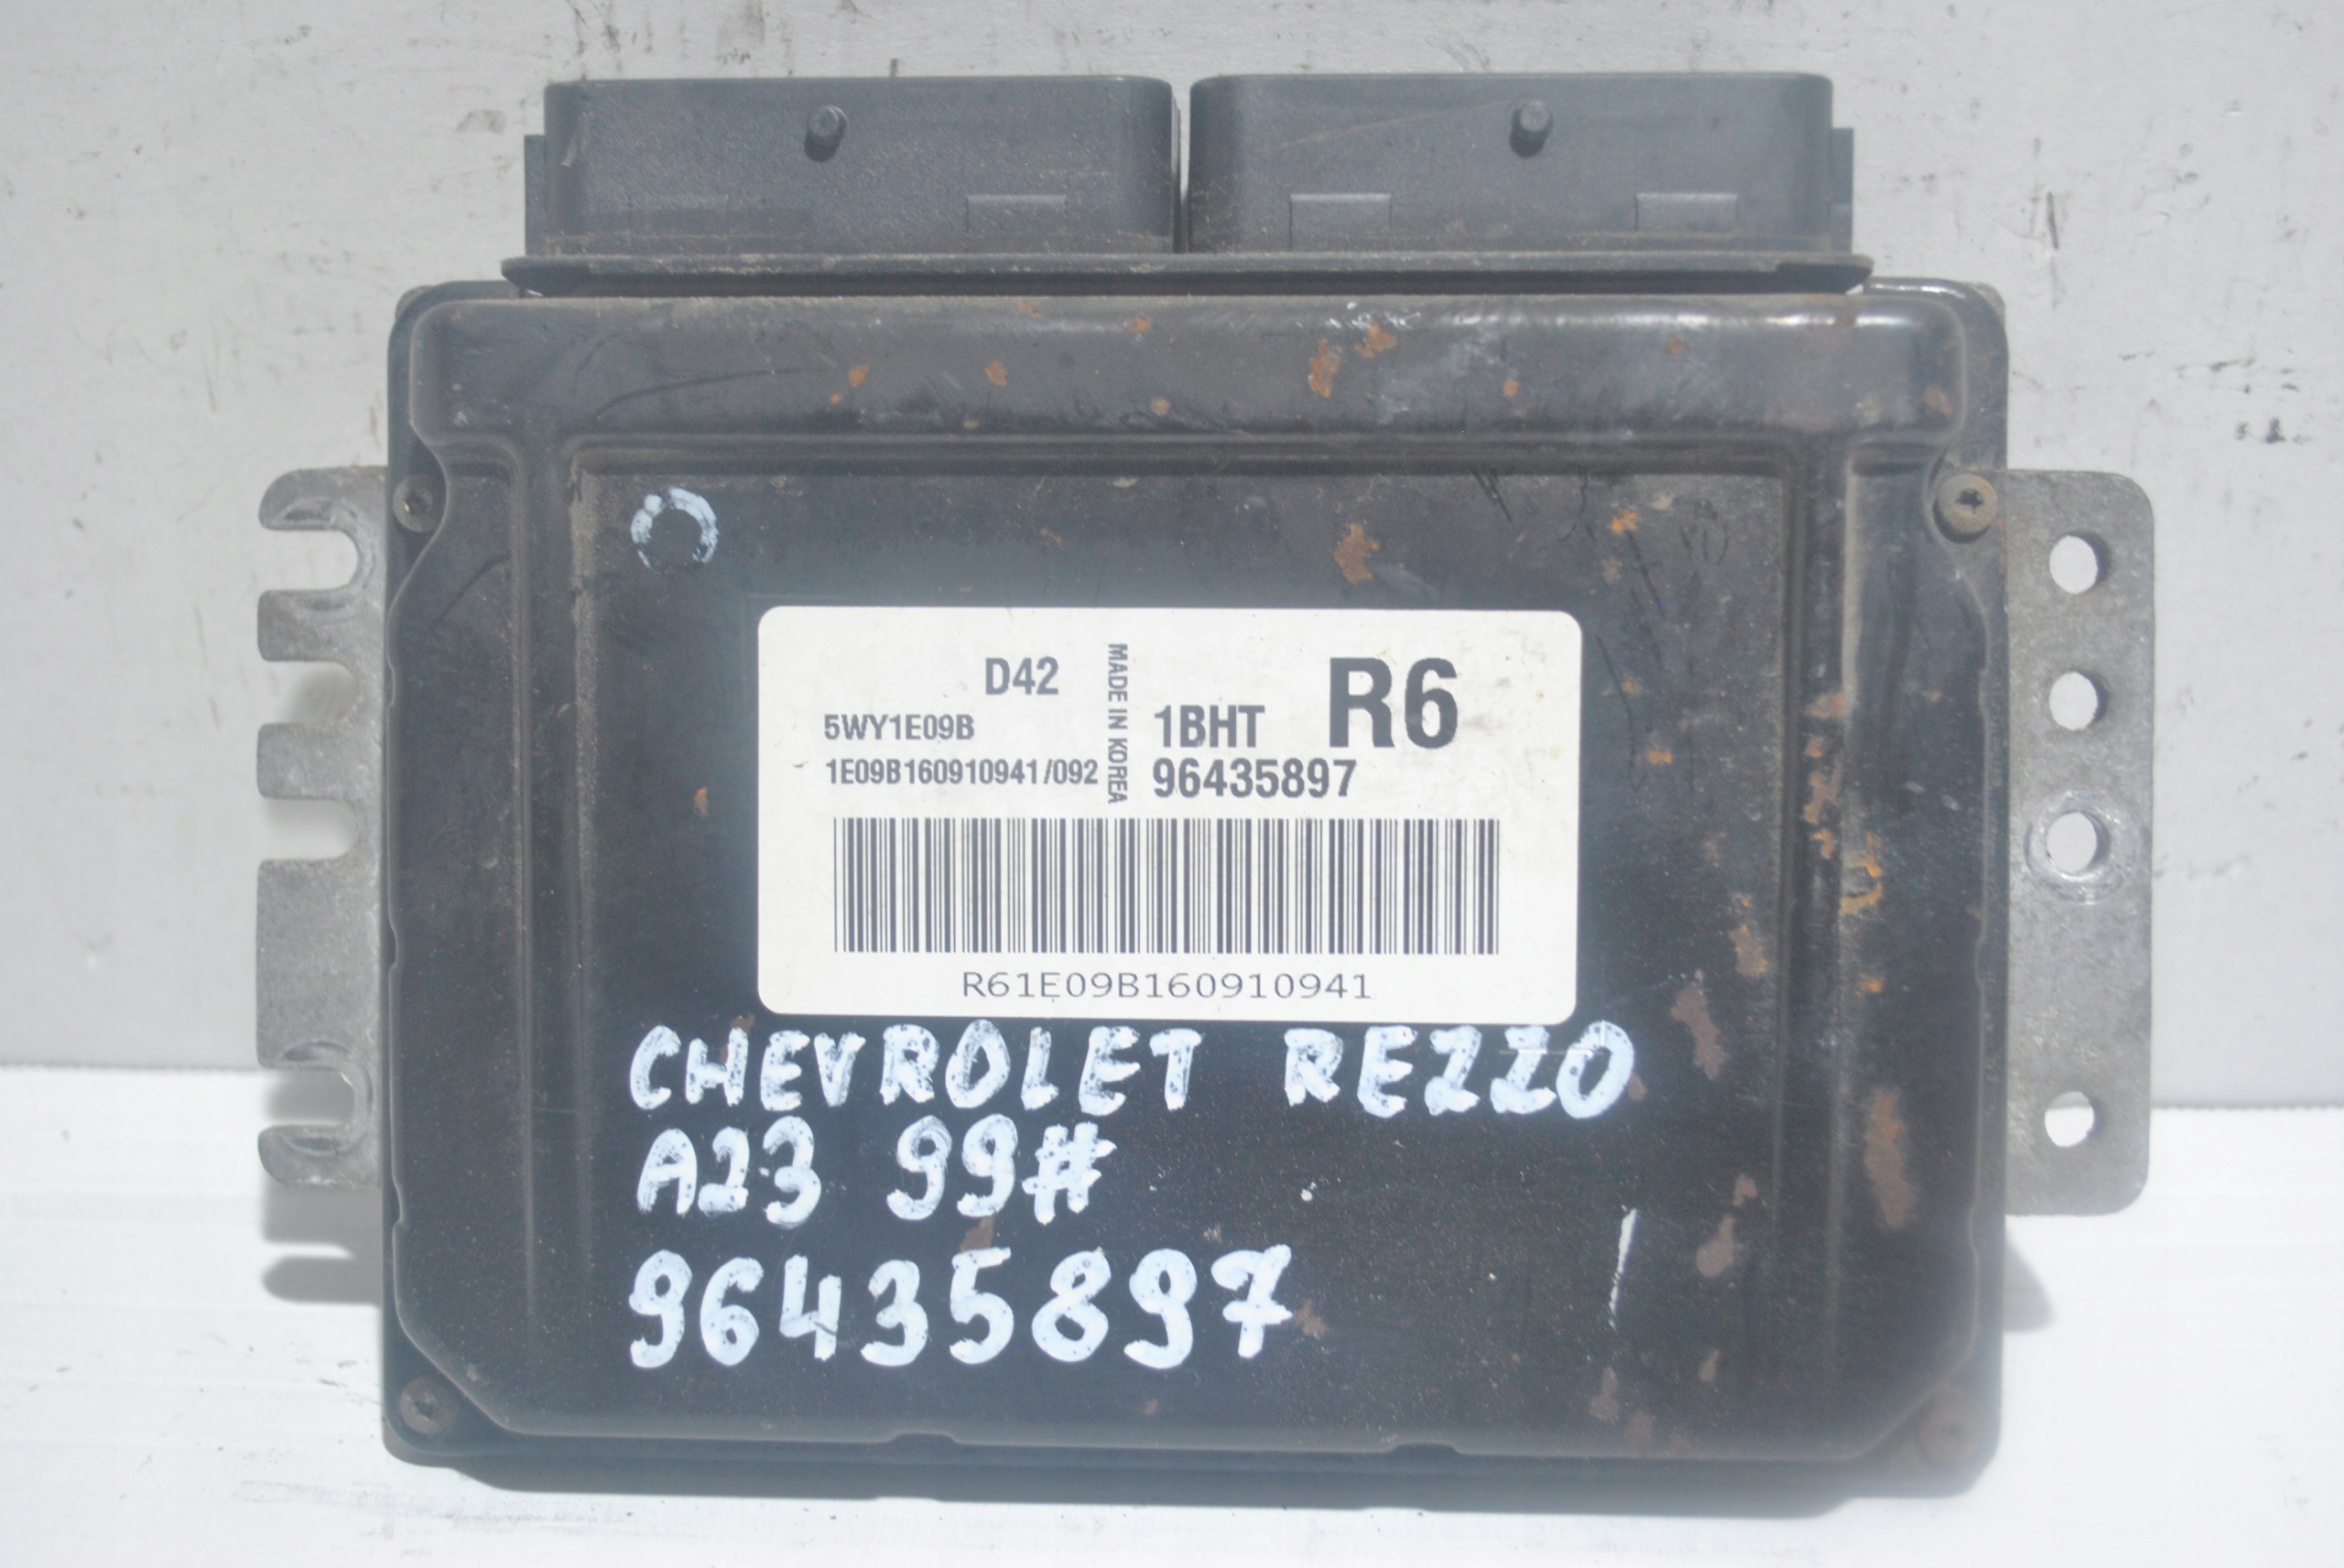 D42
5WY1E09B
1E09B160910941/092
MADE IN KOREA
R6
1BHT
96435897
R61E09B160910941
CHEVROLET REZZO
A23 99#
96435897